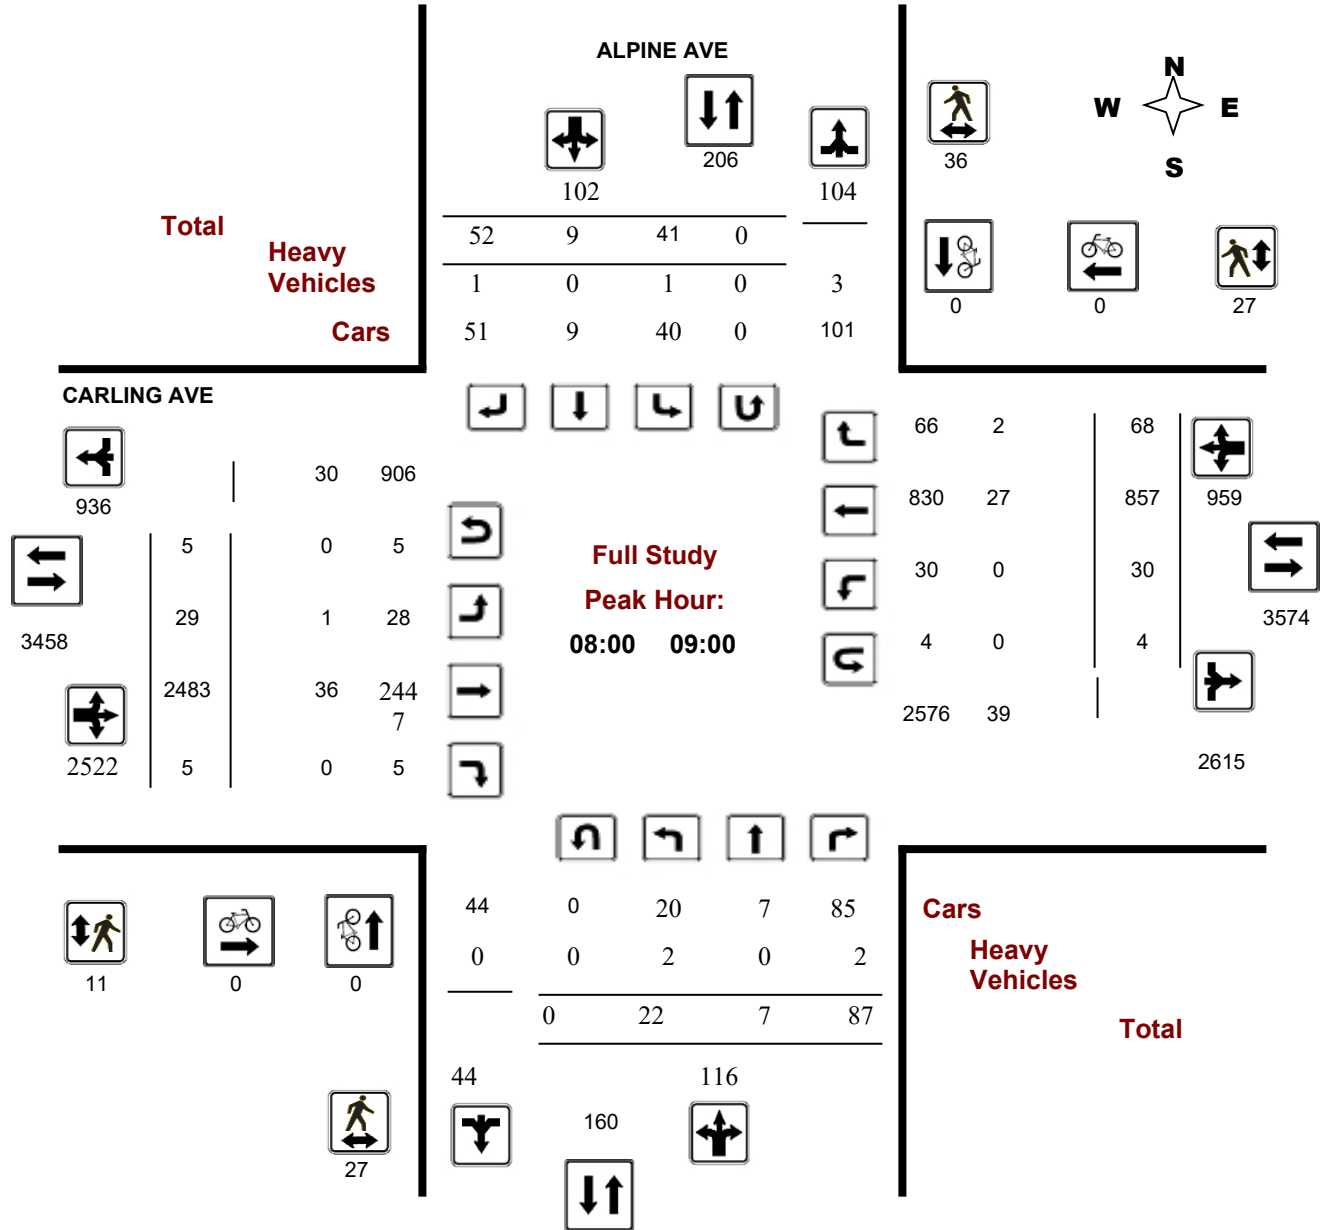 ALPINE AVE
N
W E
S
206
36
102
104
Total
52 9 41 0
Heavy
Vehicles
1 0 1 0 3
0 0 27
Cars
51 9 40 0 101
CARLING AVE
66 2 68
30 906
936
830 27 857 959
5 0 5
Full Study
30 0 30
Peak Hour:
29 1 28
3458
3574
08:00 09:00
4 0 4
2483 36 244
7
2576 39
2522 5 0 5
2615
44 0 20 7 85
Cars
0 0 2 0 2
Heavy
Vehicles
11 0 0
0 22 7 87
Total
44 116
160
27